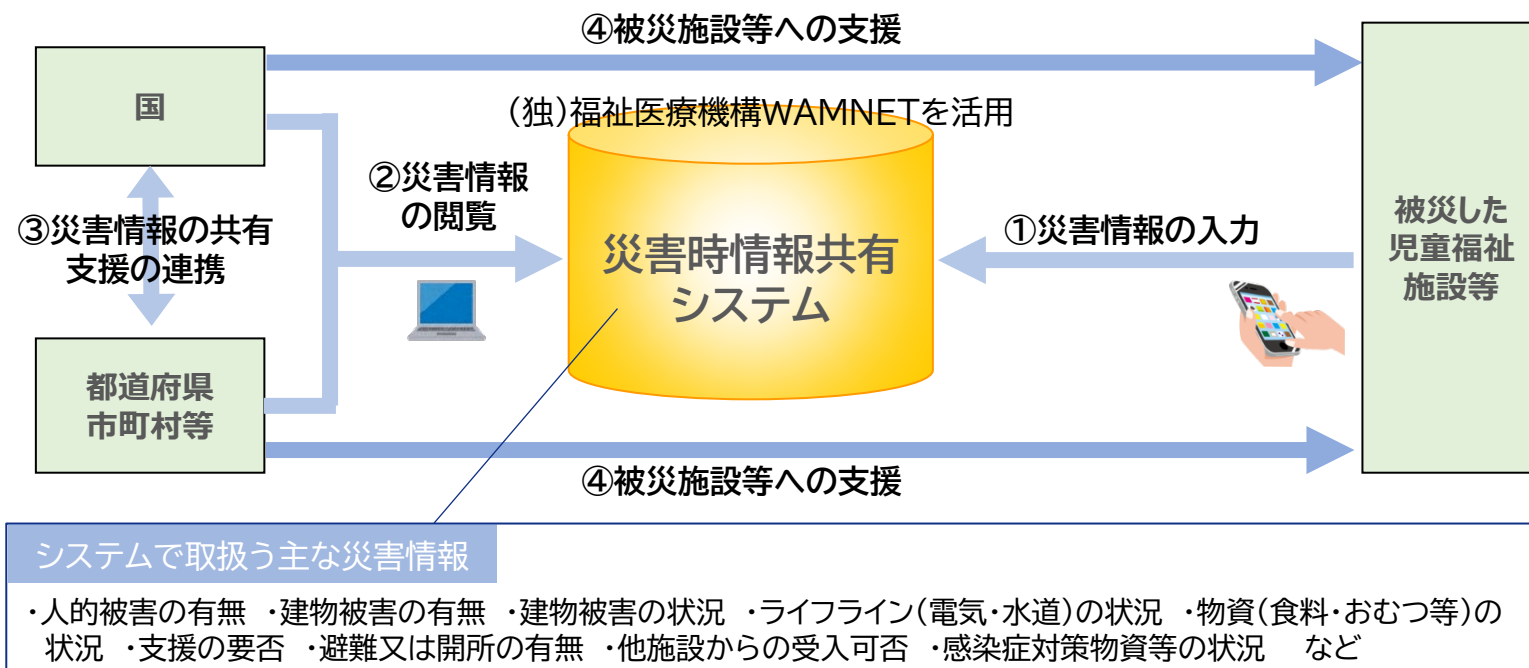 ④被災施設等への支援
国
(独)福祉医療機構WAMNETを活用
②災害情報
の閲覧
③災害情報の共有
支援の連携
災害時情報共有
システム
①災害情報の入力
被災した
児童福祉
施設等
都道府県
市町村等
④被災施設等への支援
システムで取扱う主な災害情報
・人的被害の有無 ・建物被害の有無 ・建物被害の状況 ・ライフライン(電気・水道)の状況 ・物資(食料・おむつ等)の
状況 ・支援の要否 ・避難又は開所の有無 ・他施設からの受入可否 ・感染症対策物資等の状況 など